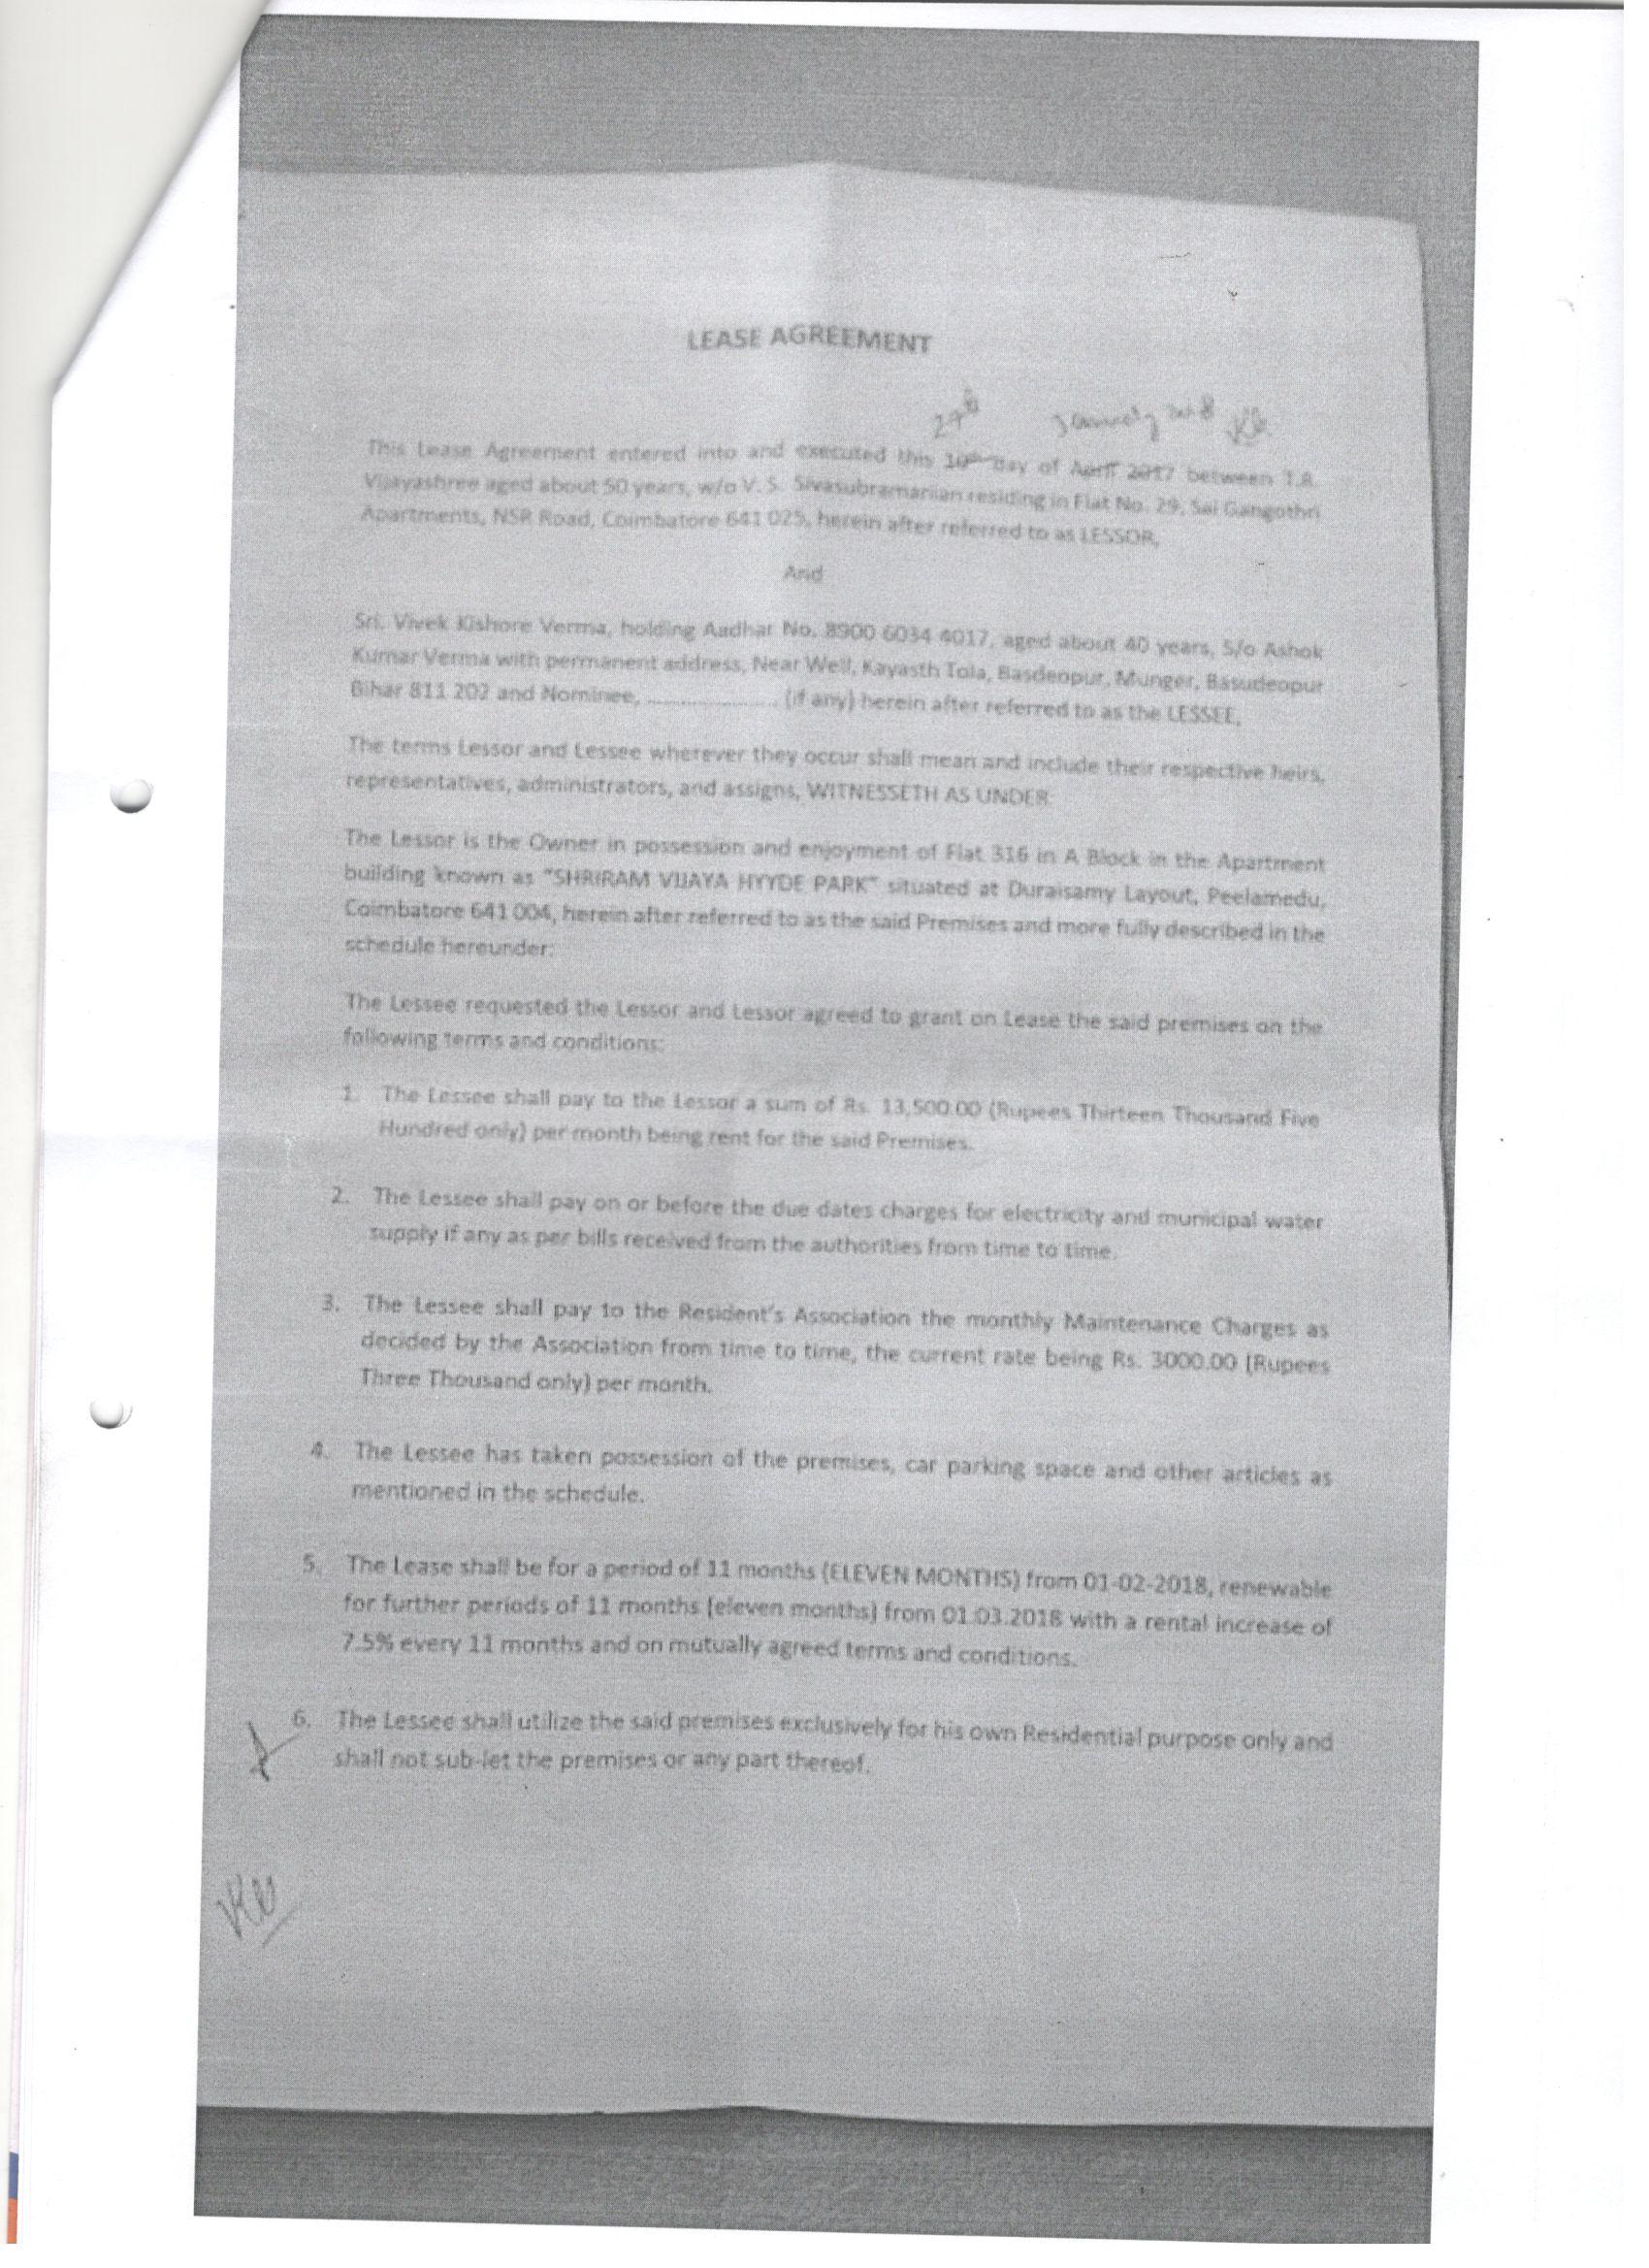 LEASE AGREEMENT
27th January 2018
This Lease Agreement entered into and executed this 10th day of April 2017 between T.R.
Vijayashree aged about 50 years, w/o V. S. Sivasubramanian residing in Flat No. 29, Sai Gangothri
Apartments, NSR Road, Coimbatore 641 025, herein after referred to as LESSOR,
And
Sri. Vivek Kishore Verma, holding Aadhar No. 8900 6034 4017, aged about 40 years, S/o Ashok
Kumar Verma with permanent address, Near Well, Kayasth Tola, Basdeopur, Munger, Basudeopur
Bihar 811 202 and Nominee, ........................ (if any) herein after referred to as the LESSEE,
The terms Lessor and Lessee wherever they occur shall mean and include their respective heirs,
representatives, administrators, and assigns, WITNESSETH AS UNDER:
The Lessor is the Owner in possession and enjoyment of Flat 316 in A Block in the Apartment
building known as "SHRIRAM VIJAYA HYYDE PARK" situated at Duraisamy Layout, Peelamedu,
Coimbatore 641 004, herein after referred to as the said Premises and more fully described in the
schedule hereunder:
The Lessee requested the Lessor and Lessor agreed to grant on Lease the said premises on the
following terms and conditions:
1. The Lessee shall pay to the Lessor a sum of Rs. 13,500.00 (Rupees Thirteen Thousand Five
Hundred only) per month being rent for the said Premises.
2. The Lessee shall pay on or before the due dates charges for electricity and municipal water
supply if any as per bills received from the authorities from time to time.
3. The Lessee shall pay to the Resident's Association the monthly Maintenance Charges as
decided by the Association from time to time, the current rate being Rs. 3000.00 (Rupees
Three Thousand only) per month.
4. The Lessee has taken possession of the premises, car parking space and other articles as
mentioned in the schedule.
5. The Lease shall be for a period of 11 months (ELEVEN MONTHS) from 01-02-2018, renewable
for further periods of 11 months (eleven months) from 01.03.2018 with a rental increase of
7.5% every 11 months and on mutually agreed terms and conditions.
6. The Lessee shall utilize the said premises exclusively for his own Residential purpose only and
shall not sub-let the premises or any part thereof.